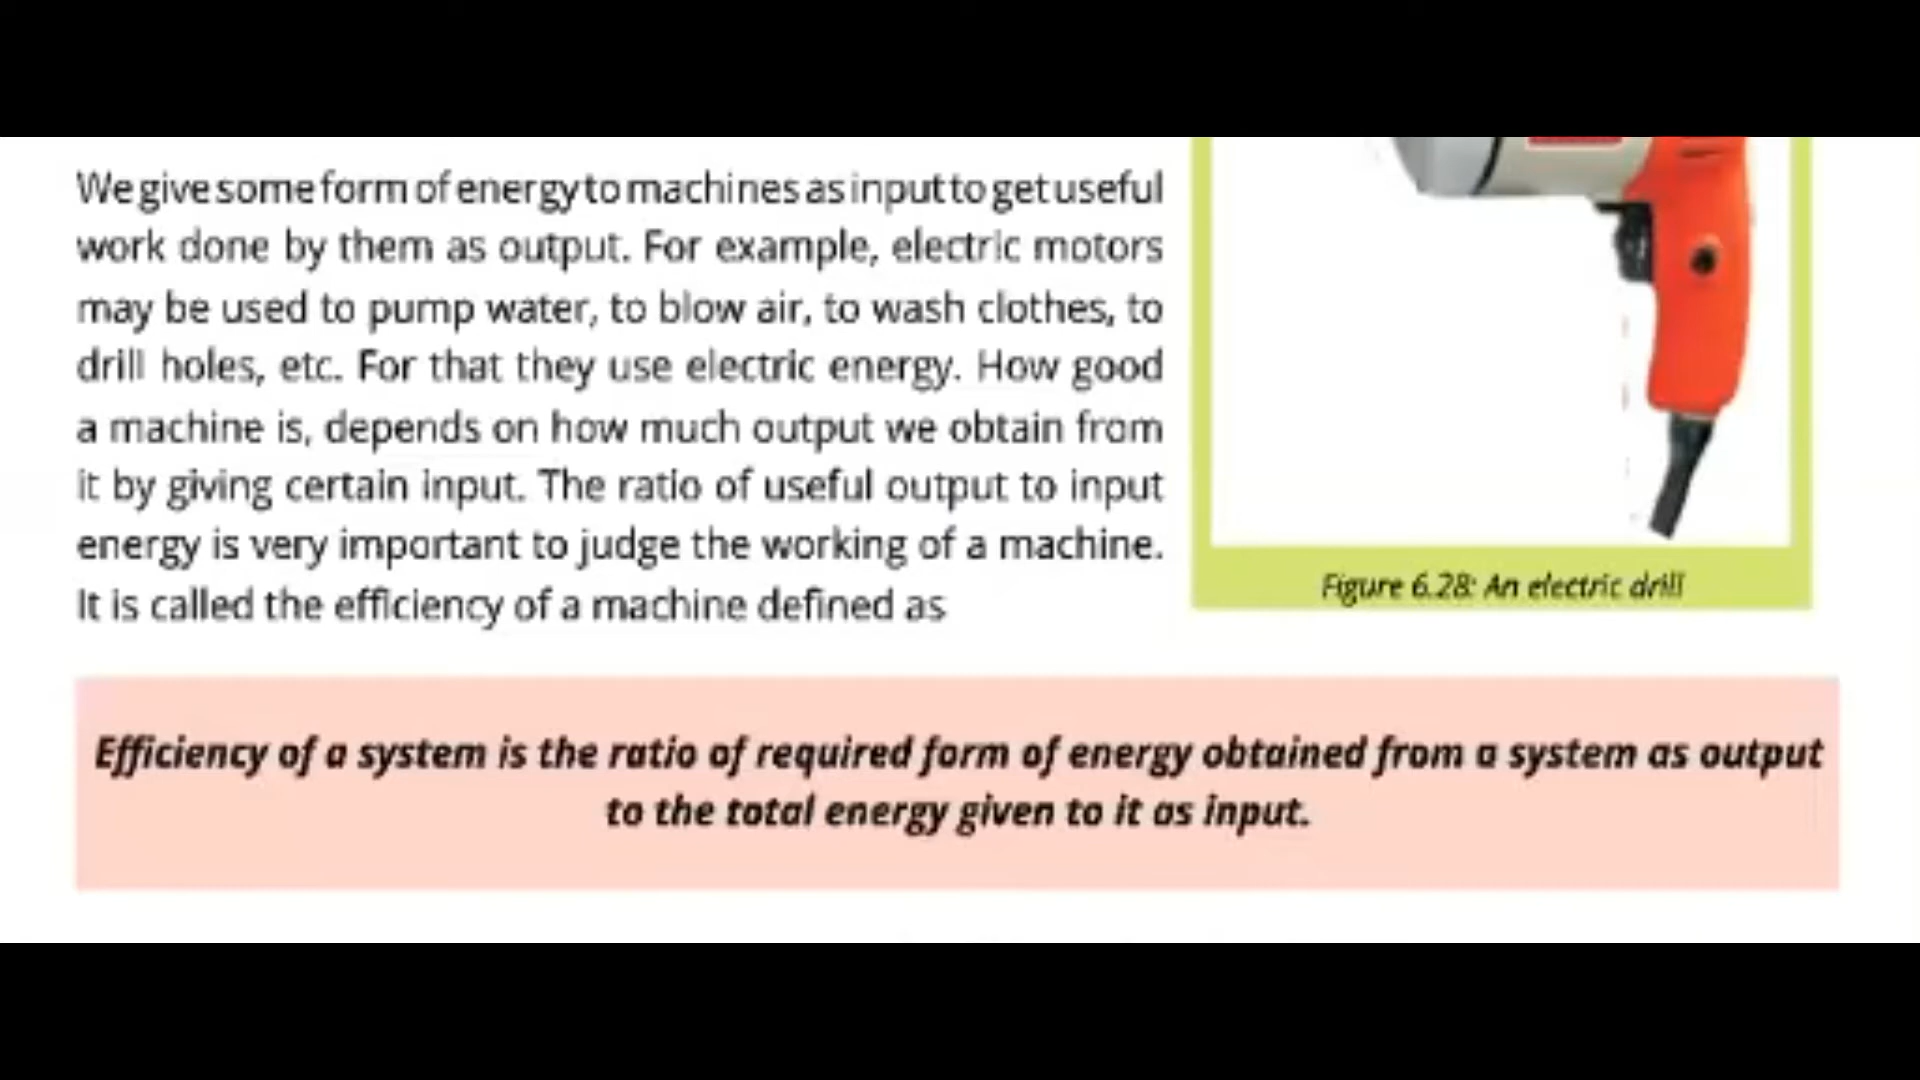 We give some form of energy to machines as input to get useful
work done by them as output. For example, electric motors
may be used to pump water, to blow air, to wash clothes, to
drill holes, etc. For that they use electric energy. How good
a machine is, depends on how much output we obtain from
it by giving certain input. The ratio of useful output to input
energy is very important to judge the working of a machine.
It is called the efficiency of a machine defined as
Figure 6.28: An electric drill
Efficiency of a system is the ratio of required form of energy obtained from a system as output
to the total energy given to it as input.